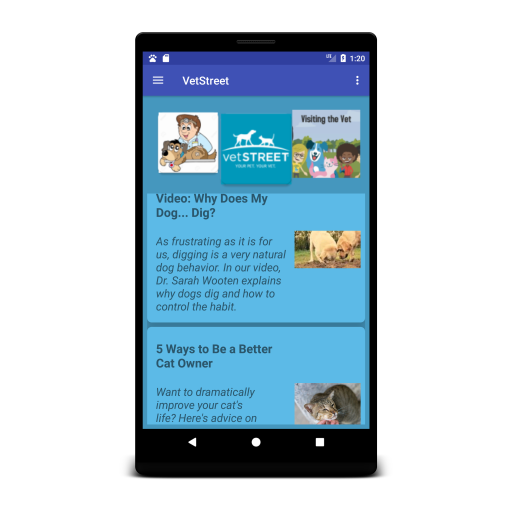 1:20
VetStreet
Visiting the Vet
vetSTREET
YOUR PET. YOUR VET.
Video: Why Does My
Dog... Dig?
As frustrating as it is for
us, digging is a very natural
dog behavior. In our video,
Dr. Sarah Wooten explains
why dogs dig and how to
control the habit.
5 Ways to Be a Better
Cat Owner
Want to dramatically
improve your cat's
life? Here's advice on